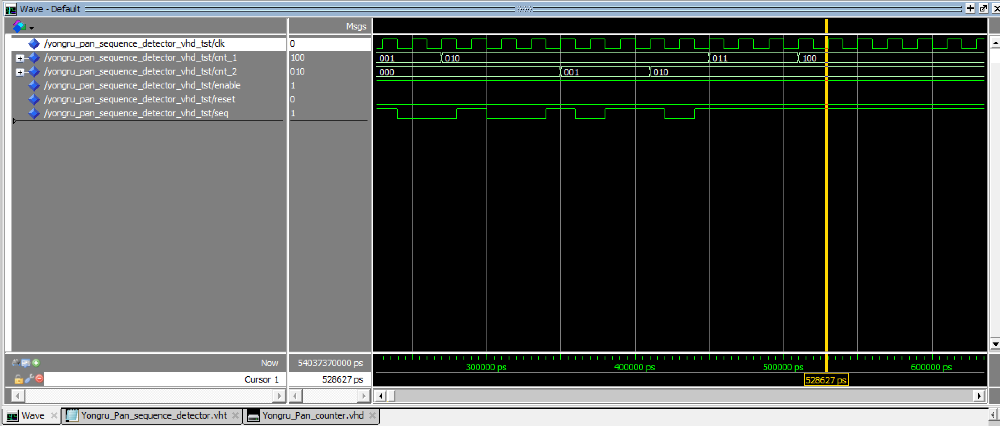 Wave - Default
Msgs
/yongru_pan_sequence_detector_vhd_tst/clk 0
/yongru_pan_sequence_detector_vhd_tst/cnt_1 100 001 010 011 100
/yongru_pan_sequence_detector_vhd_tst/cnt_2 010 000 001 010
/yongru_pan_sequence_detector_vhd_tst/enable 1
/yongru_pan_sequence_detector_vhd_tst/reset 0
/yongru_pan_sequence_detector_vhd_tst/seq 1
Now 54037370000 ps 300000 ps 400000 ps 500000 ps 600000 ps
Cursor 1 528627 ps 528627 ps
Wave Yongru_Pan_sequence_detector.vht Yongru_Pan_counter.vhd